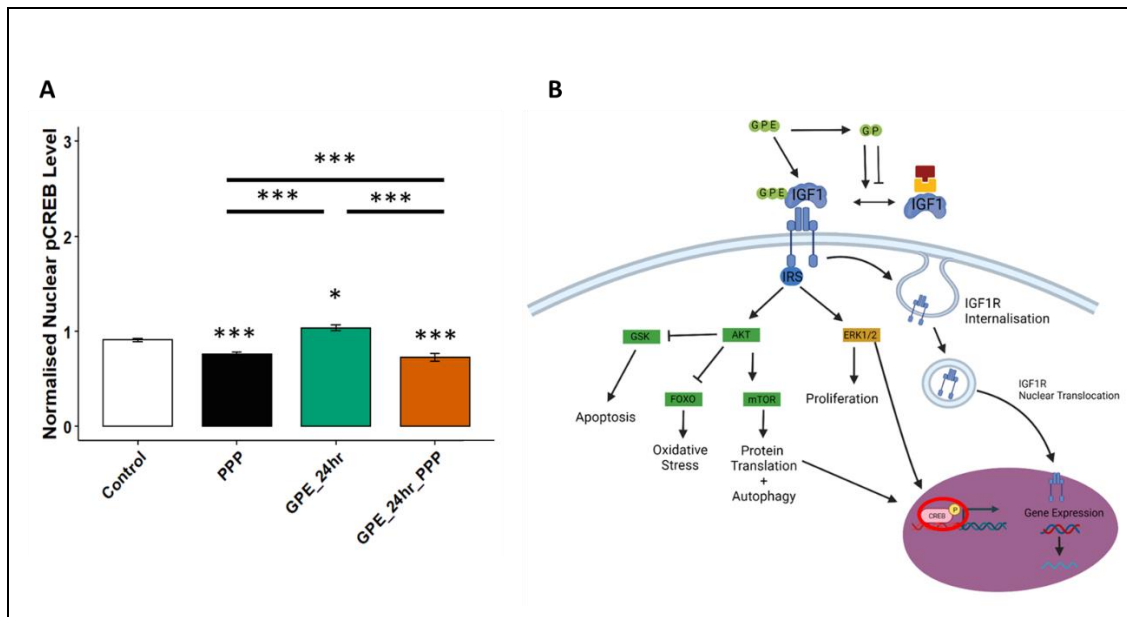 A
Normalised Nuclear pCREB Level
3
2
1
0
***
***
***
***
*
***
Control
PPP
GPE_24hr
GPE_24hr_PPP
B
GPE
GP
GPE
IGF1
IGF1
IRS
IGF1R
Internalisation
GSK
AKT
ERK1/2
IGF1R
Nuclear Translocation
FOXO
mTOR
Proliferation
Apoptosis
Oxidative
Stress
Protein
Translation
+
Autophagy
CREB
P
Gene Expression